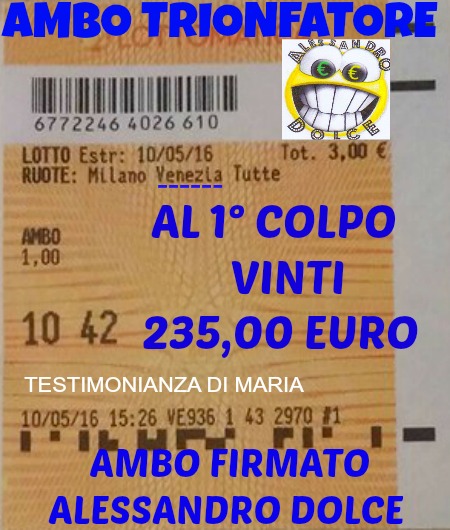 AMBO TRIONFATORE
ALESSANDRO
DOLCE
6772246 4026 610
LOTTO Estr: 10/05/16 Tot. 3,00 €
RUOTE: Milano Venezia Tutte
AL 1° COLPO
AMBO
1,00
VINTI
10 42
235,00 EURO
TESTIMONIANZA DI MARIA
10/05/16 15:26 VE936 1 43 2970 #1
AMBO FIRMATO
ALESSANDRO DOLCE